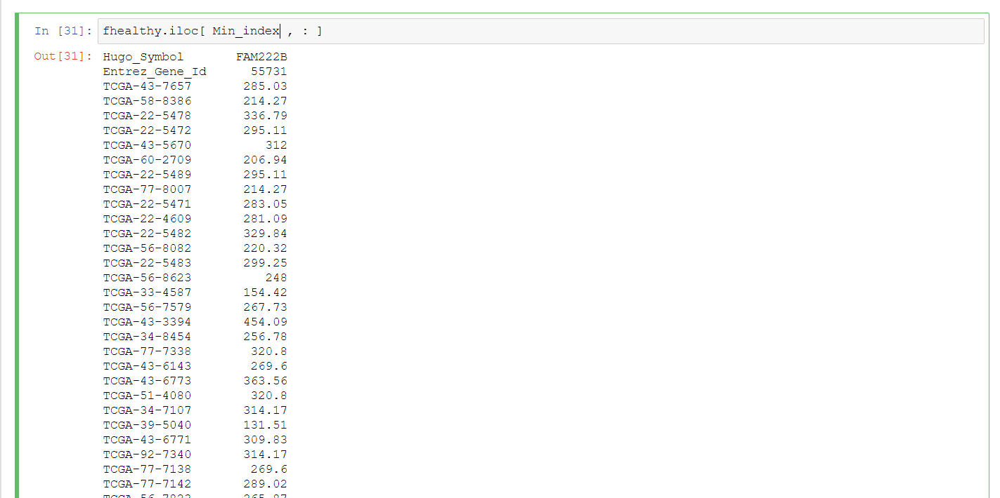 In [31]: fhealthy.iloc[ Min_index , : ]
Out[31]: Hugo_Symbol FAM222B
Entrez_Gene_Id 55731
TCGA-43-7657 285.03
TCGA-58-8386 214.27
TCGA-22-5478 336.79
TCGA-22-5472 295.11
TCGA-43-5670 312
TCGA-60-2709 206.94
TCGA-22-5489 295.11
TCGA-77-8007 214.27
TCGA-22-5471 283.05
TCGA-22-4609 281.09
TCGA-22-5482 329.84
TCGA-56-8082 220.32
TCGA-22-5483 299.25
TCGA-56-8623 248
TCGA-33-4587 154.42
TCGA-56-7579 267.73
TCGA-43-3394 454.09
TCGA-34-8454 256.78
TCGA-77-7338 320.8
TCGA-43-6143 269.6
TCGA-43-6773 363.56
TCGA-51-4080 320.8
TCGA-34-7107 314.17
TCGA-39-5040 131.51
TCGA-43-6771 309.83
TCGA-92-7340 314.17
TCGA-77-7138 269.6
TCGA-77-7142 289.02